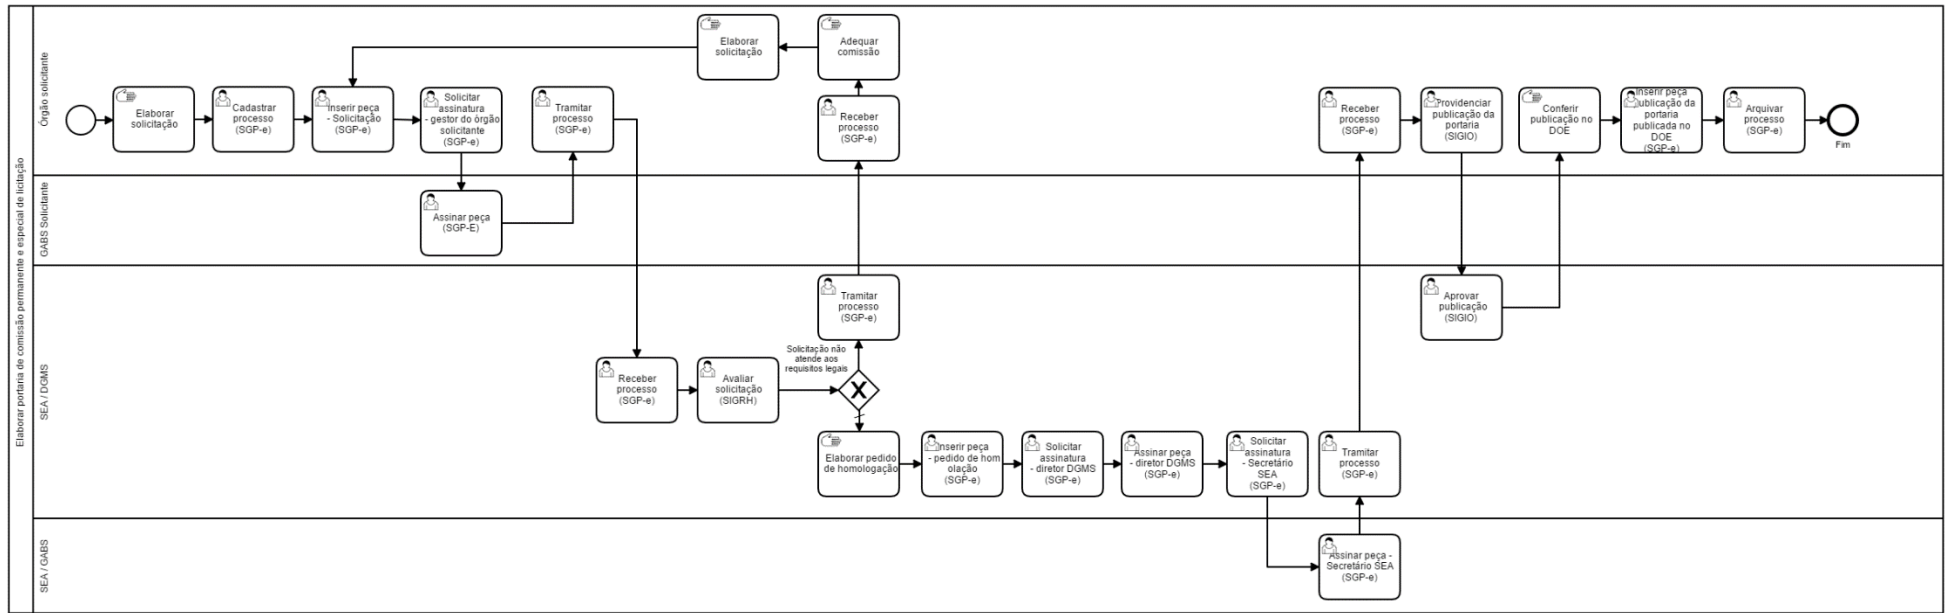 Elaborar portaria de comissão permanente e especial de licitação
Órgão solicitante
Elaborar
solicitação
Cadastrar
processo
(SGP-e)
Inserir peça
- Solicitação
(SGP-e)
Solicitar
assinatura
- gestor do órgão
solicitante
(SGP-e)
Tramitar
processo
(SGP-e)
Elaborar
solicitação
Adequar
comissão
Receber
processo
(SGP-e)
Receber
processo
(SGP-e)
Providenciar
publicação da
portaria
(SIGIO)
Conferir
publicação no
DOE
Inserir peça
publicação da
portaria
publicada no
DOE
(SGP-e)
Arquivar
processo
(SGP-e)
Fim
GABS Solicitante
Assinar peça
(SGP-E)
SEA / DGMS
Receber
processo
(SGP-e)
Avaliar
solicitação
(SIGRH)
Solicitação não
atende aos
requisitos legais
Tramitar
processo
(SGP-e)
Elaborar pedido
de homologação
Inserir peça
- pedido de hom
olação
(SGP-e)
Solicitar
assinatura
- diretor DGMS
(SGP-e)
Assinar peça
- diretor DGMS
(SGP-e)
Solicitar
assinatura
- Secretário
SEA
(SGP-e)
Tramitar
processo
(SGP-e)
Aprovar
publicação
(SIGIO)
SEA / GABS
Assinar peça -
Secretário SEA
(SGP-e)